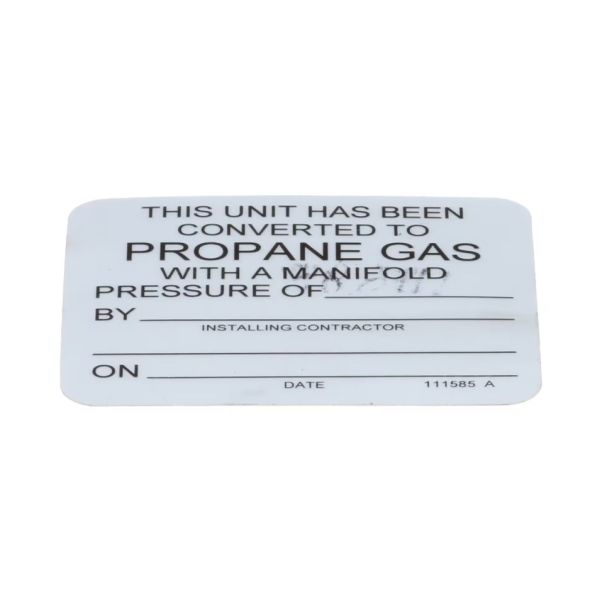 THIS UNIT HAS BEEN
CONVERTED TO
PROPANE GAS
WITH A MANIFOLD
PRESSURE OF
BY
INSTALLING CONTRACTOR
ON
DATE 111585 A